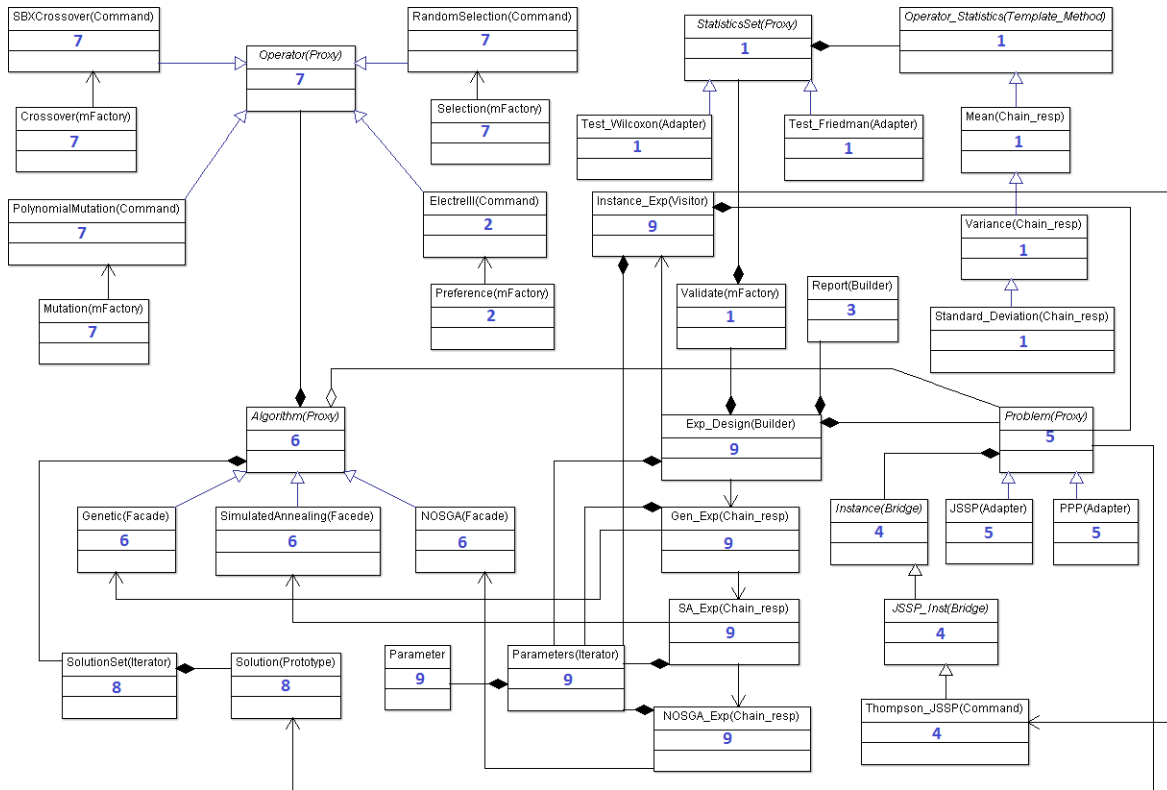 SBXCrossover(Command)
7
RandomSelection(Command)
7
StatisticsSet(Proxy)
1
Operator_Statistics(Template_Method)
1
Operator(Proxy)
7
Crossover(mFactory)
7
Selection(mFactory)
7
Test_Wilcoxon(Adapter)
1
Test_Friedman(Adapter)
1
Mean(Chain_resp)
1
PolynomialMutation(Command)
7
ElectreIII(Command)
2
Instance_Exp(Visitor)
9
Variance(Chain_resp)
1
Mutation(mFactory)
7
Preference(mFactory)
2
Validate(mFactory)
1
Report(Builder)
3
Standard_Deviation(Chain_resp)
1
Algorithm(Proxy)
6
Exp_Design(Builder)
9
Problem(Proxy)
5
Genetic(Facade)
6
SimulatedAnnealing(Facede)
6
NOSGA(Facade)
6
Gen_Exp(Chain_resp)
9
Instance(Bridge)
4
JSSP(Adapter)
5
PPP(Adapter)
5
SA_Exp(Chain_resp)
9
JSSP_Inst(Bridge)
4
SolutionSet(Iterator)
8
Solution(Prototype)
8
Parameter
9
Parameters(Iterator)
9
NOSGA_Exp(Chain_resp)
9
Thompson_JSSP(Command)
4